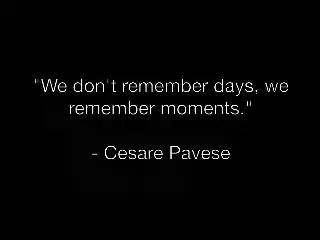 "We don't remember days, we
remember moments."
- Cesare Pavese